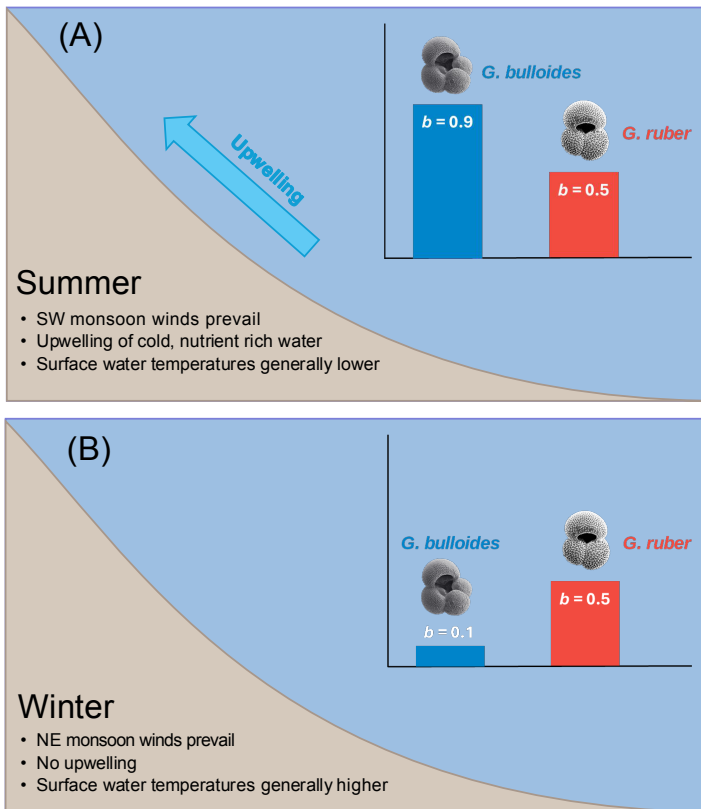 (A)
G. bulloides
b = 0.9
G. ruber
b = 0.5
Upwelling
Summer
• SW monsoon winds prevail
• Upwelling of cold, nutrient rich water
• Surface water temperatures generally lower
(B)
G. bulloides
G. ruber
b = 0.5
b = 0.1
Winter
• NE monsoon winds prevail
• No upwelling
• Surface water temperatures generally higher